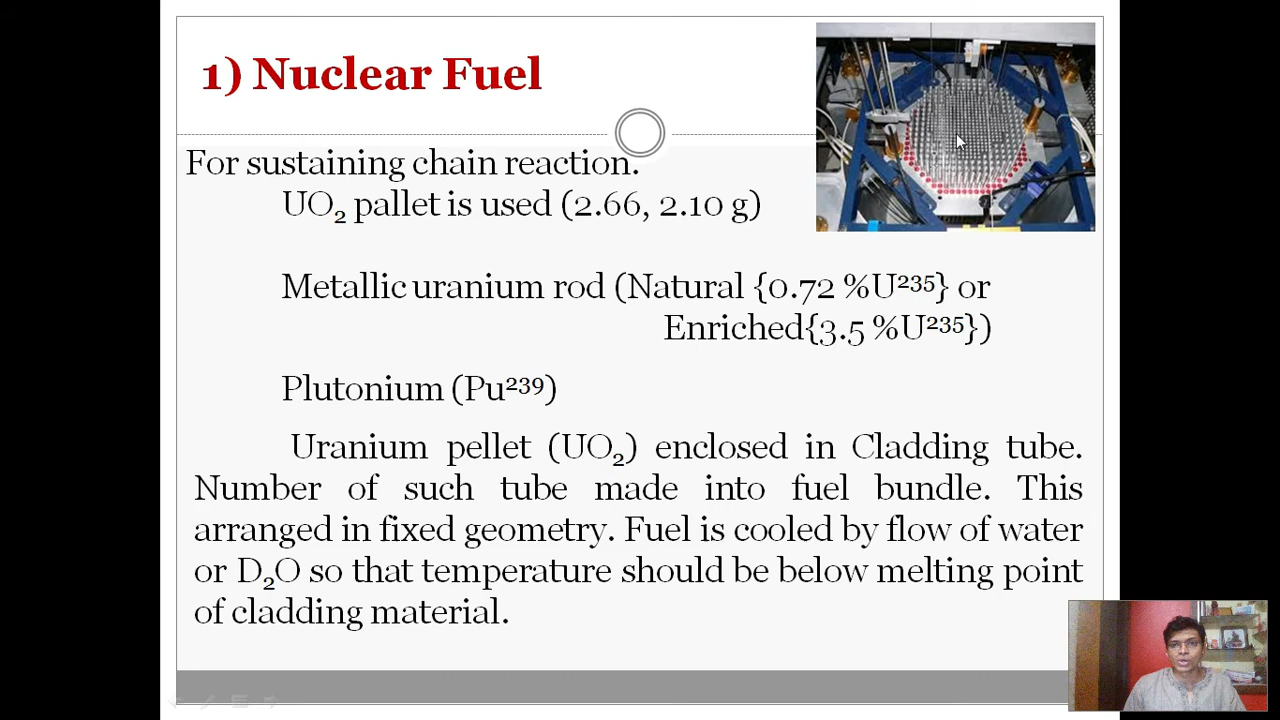 1) Nuclear Fuel
For sustaining chain reaction.
UO₂ pallet is used (2.66, 2.10 g)
Metallic uranium rod (Natural {0.72 %U²³⁵} or
Enriched{3.5 %U²³⁵})
Plutonium (Pu²³⁹)
Uranium pellet (UO₂) enclosed in Cladding tube.
Number of such tube made into fuel bundle. This
arranged in fixed geometry. Fuel is cooled by flow of water
or D₂O so that temperature should be below melting point
of cladding material.